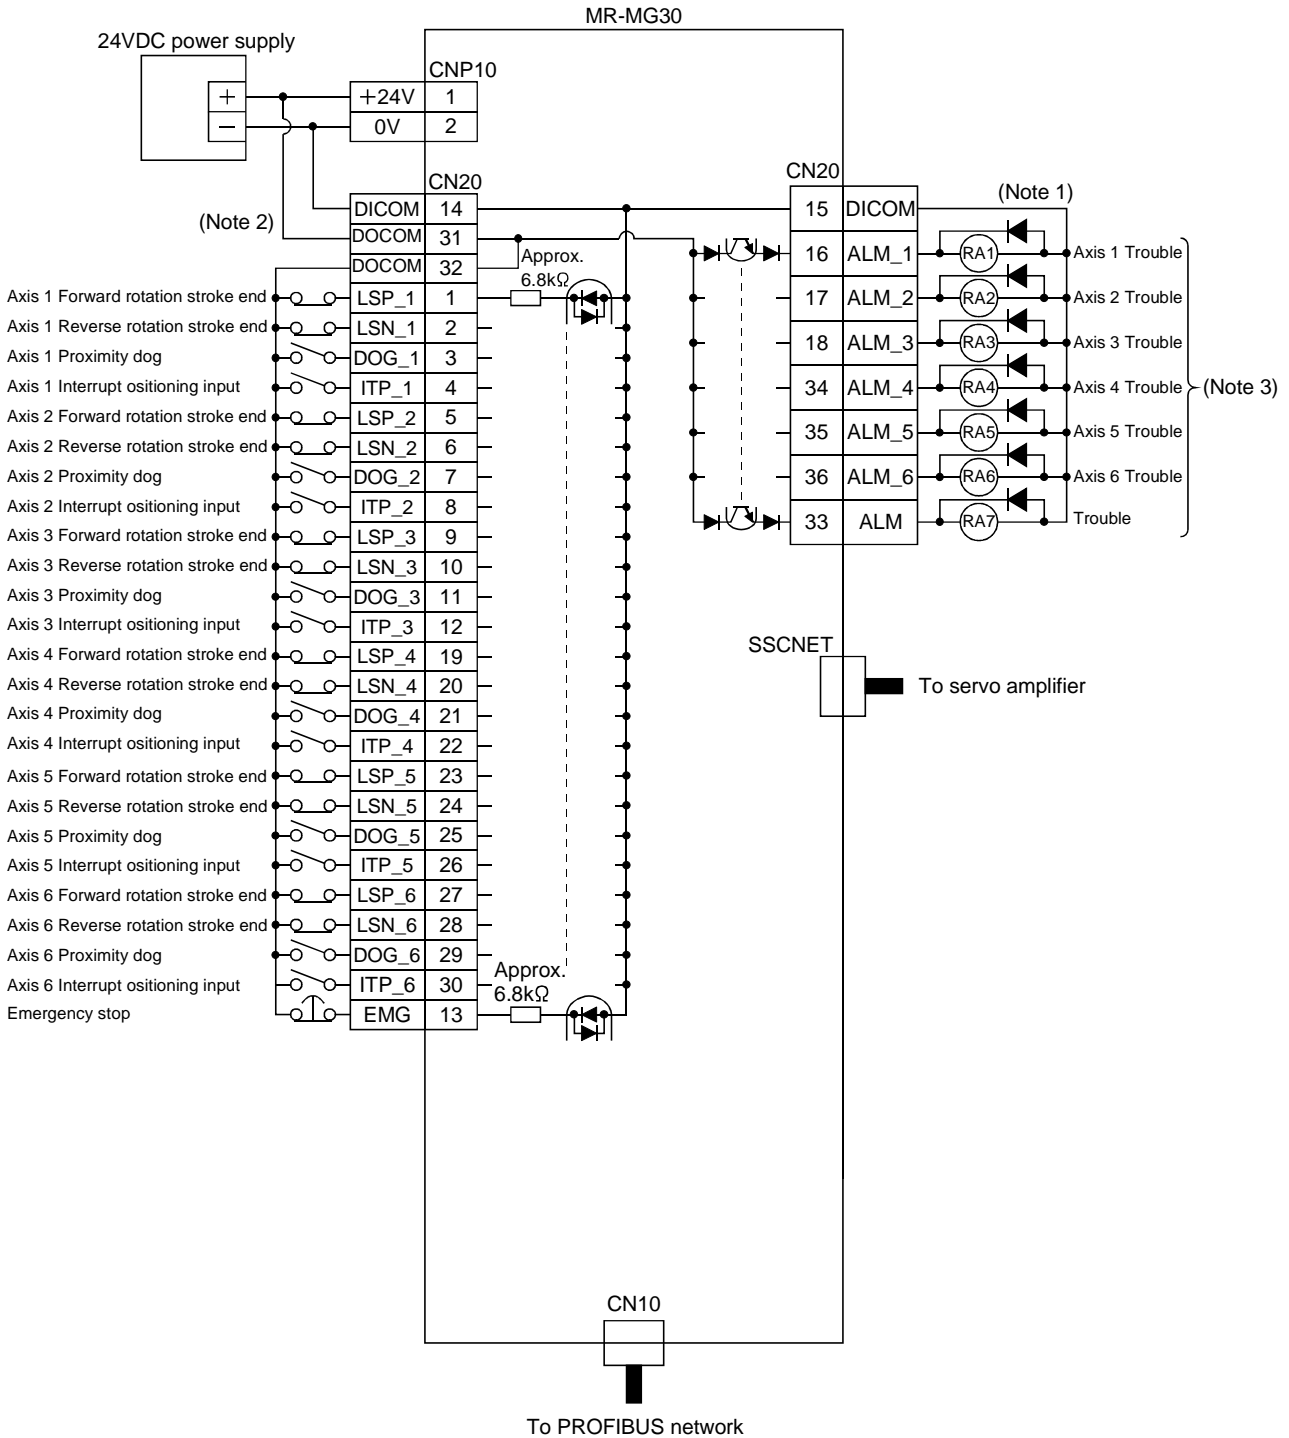 MR-MG30
24VDC power supply
CNP10
+ +24V 1
− 0V 2
CN20
(Note 2)
DICOM 14
DOCOM 31
DOCOM 32
Approx.
6.8kΩ
Axis 1 Forward rotation stroke end LSP_1 1
Axis 1 Reverse rotation stroke end LSN_1 2
Axis 1 Proximity dog DOG_1 3
Axis 1 Interrupt ositioning input ITP_1 4
Axis 2 Forward rotation stroke end LSP_2 5
Axis 2 Reverse rotation stroke end LSN_2 6
Axis 2 Proximity dog DOG_2 7
Axis 2 Interrupt ositioning input ITP_2 8
Axis 3 Forward rotation stroke end LSP_3 9
Axis 3 Reverse rotation stroke end LSN_3 10
Axis 3 Proximity dog DOG_3 11
Axis 3 Interrupt ositioning input ITP_3 12
Axis 4 Forward rotation stroke end LSP_4 19
Axis 4 Reverse rotation stroke end LSN_4 20
Axis 4 Proximity dog DOG_4 21
Axis 4 Interrupt ositioning input ITP_4 22
Axis 5 Forward rotation stroke end LSP_5 23
Axis 5 Reverse rotation stroke end LSN_5 24
Axis 5 Proximity dog DOG_5 25
Axis 5 Interrupt ositioning input ITP_5 26
Axis 6 Forward rotation stroke end LSP_6 27
Axis 6 Reverse rotation stroke end LSN_6 28
Axis 6 Proximity dog DOG_6 29
Axis 6 Interrupt ositioning input ITP_6 30
Emergency stop EMG 13
Approx.
6.8kΩ
CN20
(Note 1)
15 DICOM
16 ALM_1 RA1 Axis 1 Trouble
17 ALM_2 RA2 Axis 2 Trouble
18 ALM_3 RA3 Axis 3 Trouble
34 ALM_4 RA4 Axis 4 Trouble
35 ALM_5 RA5 Axis 5 Trouble
36 ALM_6 RA6 Axis 6 Trouble
33 ALM RA7 Trouble
(Note 3)
SSCNET
To servo amplifier
CN10
To PROFIBUS network